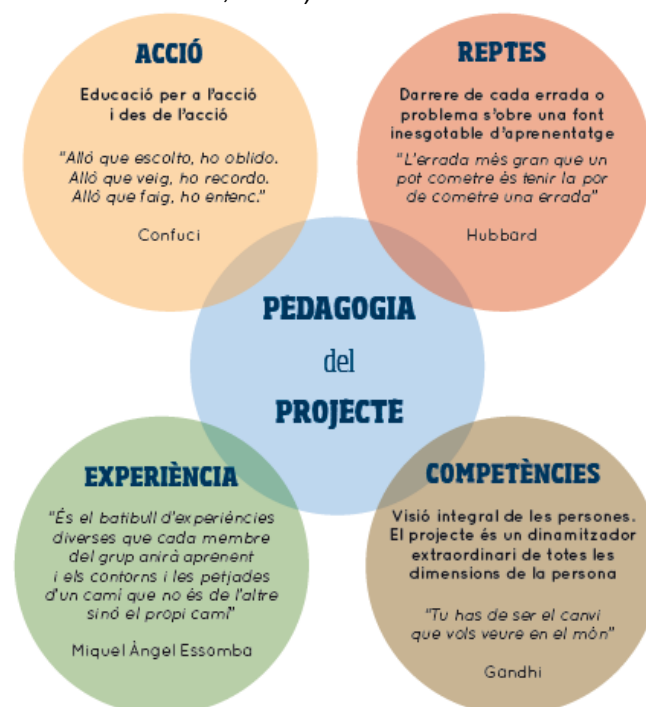 ACCIÓ
Educació per a l'acció
i des de l'acció
"Allò que escolto, ho oblido.
Allò que veig, ho recordo.
Allò que faig, ho entenc."
Confuci
REPTES
Darrere de cada errada o
problema s'obre una font
inesgotable d'aprenentatge
"L'errada més gran que un
pot cometre és tenir la por
de cometre una errada"
Hubbard
PEDAGOGIA
del
PROJECTE
EXPERIÈNCIA
"És el batibull d'experiències
diverses que cada membre
del grup anirà aprenent
i els contorns i les petjades
d'un camí que no és de l'altre
sinó el propi camí"
Miquel Àngel Essomba
COMPETÈNCIES
Visió integral de les persones.
El projecte és un dinamitzador
extraordinari de totes les
dimensions de la persona
"Tu has de ser el canvi
que vols veure en el món"
Gandhi